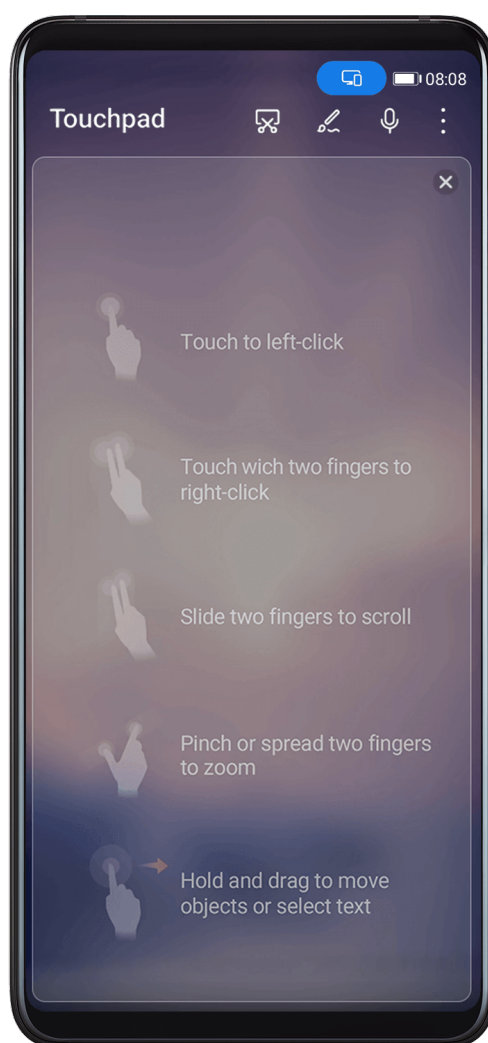 08:08
Touchpad
Touch to left-click
Touch wich two fingers to
right-click
Slide two fingers to scroll
Pinch or spread two fingers
to zoom
Hold and drag to move
objects or select text